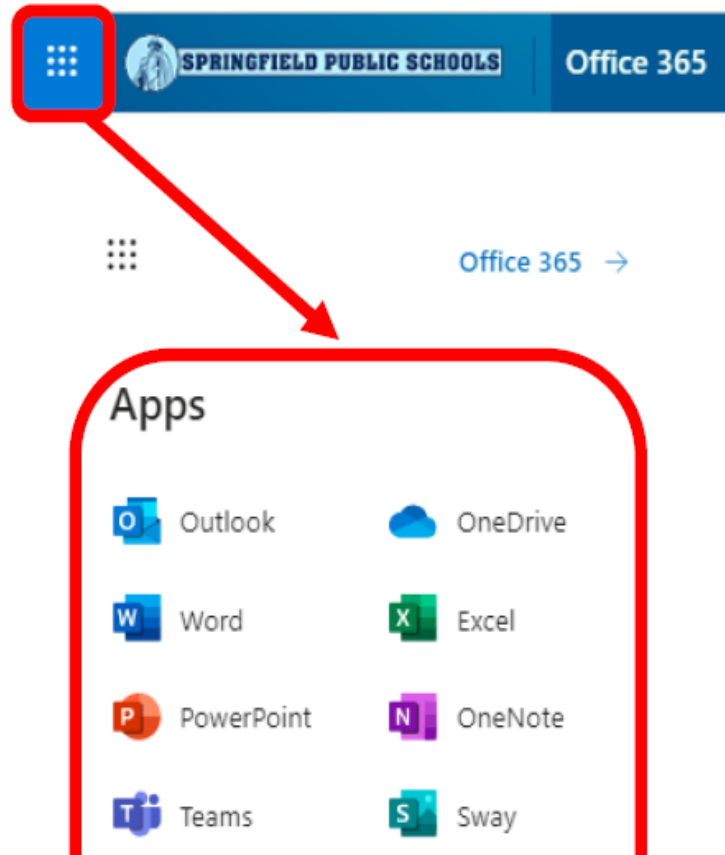 SPRINGFIELD PUBLIC SCHOOLS Office 365
Office 365 →
Apps
Outlook OneDrive
Word Excel
PowerPoint OneNote
Teams Sway